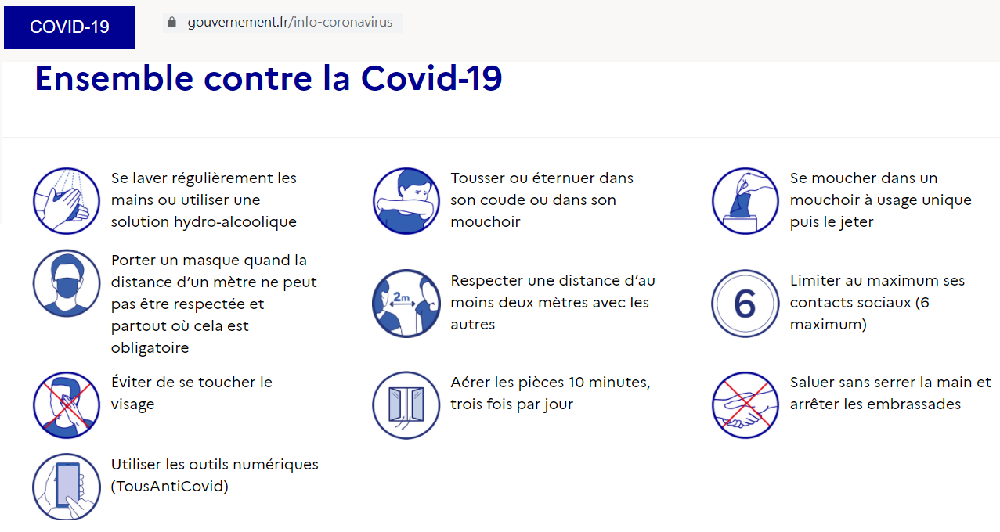 COVID-19
gouvernement.fr/info-coronavirus
Ensemble contre la Covid-19
Se laver régulièrement les
mains ou utiliser une
solution hydro-alcoolique
Tousser ou éternuer dans
son coude ou dans son
mouchoir
Se moucher dans un
mouchoir à usage unique
puis le jeter
Porter un masque quand la
distance d’un mètre ne peut
pas être respectée et
partout où cela est
obligatoire
2m
Respecter une distance d’au
moins deux mètres avec les
autres
6
Limiter au maximum ses
contacts sociaux (6
maximum)
Éviter de se toucher le
visage
Aérer les pièces 10 minutes,
trois fois par jour
Saluer sans serrer la main et
arrêter les embrassades
Utiliser les outils numériques
(TousAntiCovid)